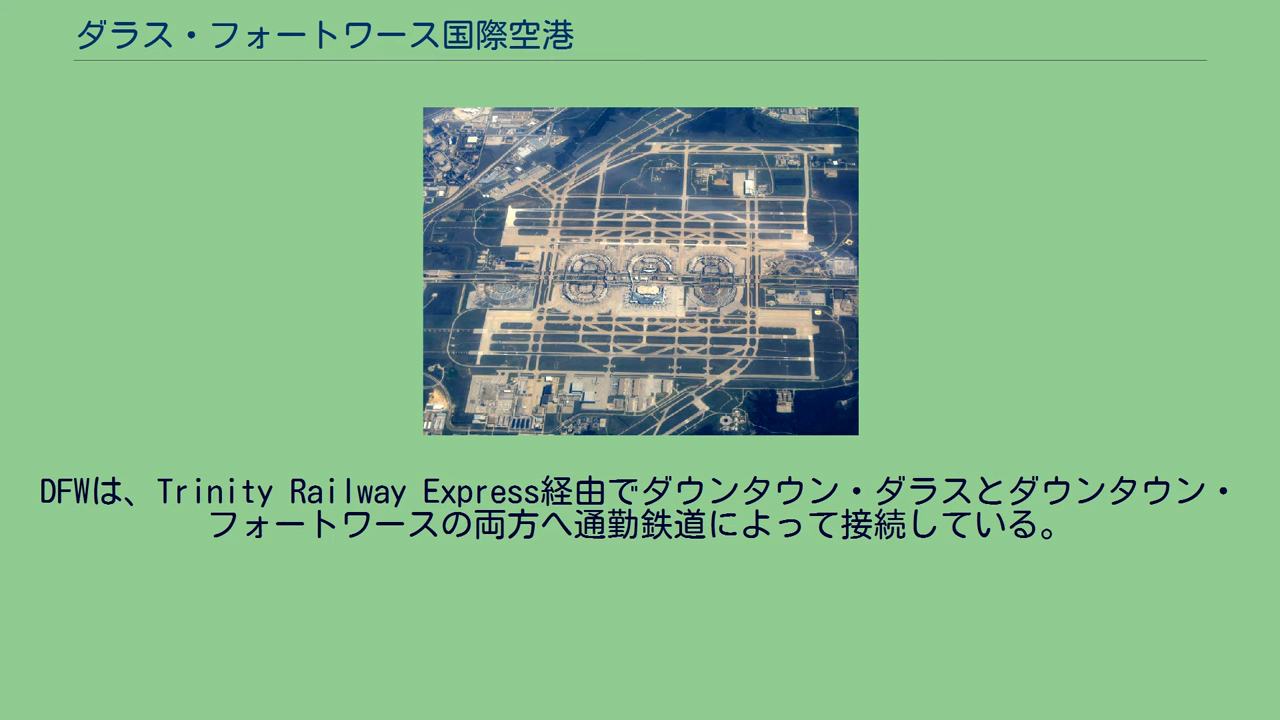 ダラス・フォートワース国際空港
DFWは、Trinity Railway Express経由でダウンタウン・ダラスとダウンタウン・
フォートワースの両方へ通勤鉄道によって接続している。